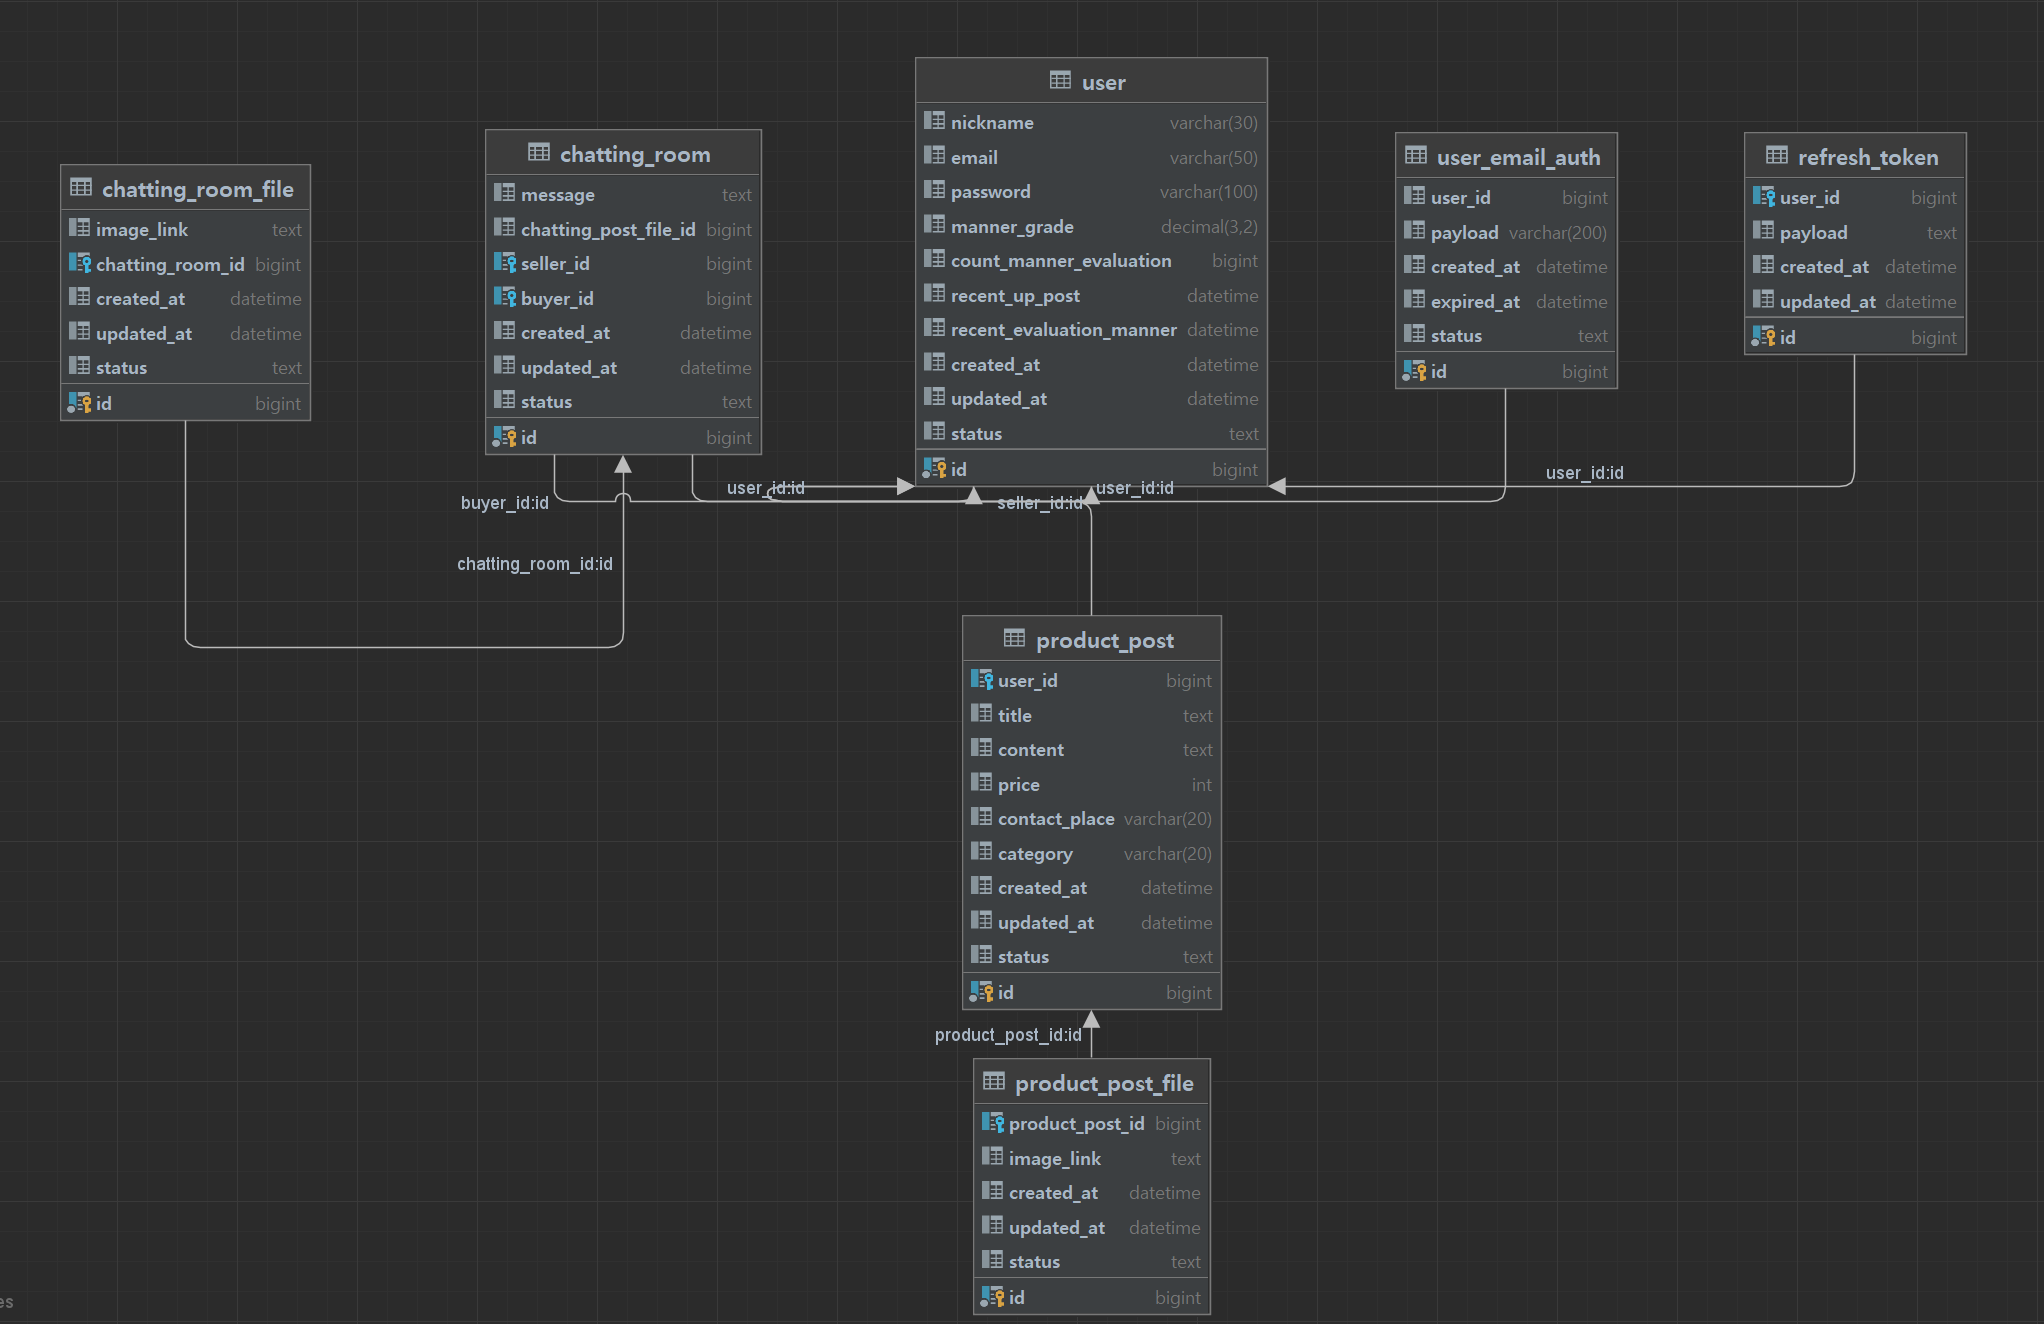 chatting_room_file
image_link text
chatting_room_id bigint
created_at datetime
updated_at datetime
status text
id bigint
chatting_room
message text
chatting_post_file_id bigint
seller_id bigint
buyer_id bigint
created_at datetime
updated_at datetime
status text
id bigint
user
nickname varchar(30)
email varchar(50)
password varchar(100)
manner_grade decimal(3,2)
count_manner_evaluation bigint
recent_up_post datetime
recent_evaluation_manner datetime
created_at datetime
updated_at datetime
status text
id bigint
user_email_auth
user_id bigint
payload varchar(200)
created_at datetime
expired_at datetime
status text
id bigint
refresh_token
user_id bigint
payload text
created_at datetime
updated_at datetime
id bigint
buyer_id:id
user_id:id
seller_id:id
user_id:id
user_id:id
chatting_room_id:id
product_post
user_id bigint
title text
content text
price int
contact_place varchar(20)
category varchar(20)
created_at datetime
updated_at datetime
status text
id bigint
product_post_id:id
product_post_file
product_post_id bigint
image_link text
created_at datetime
updated_at datetime
status text
id bigint
es